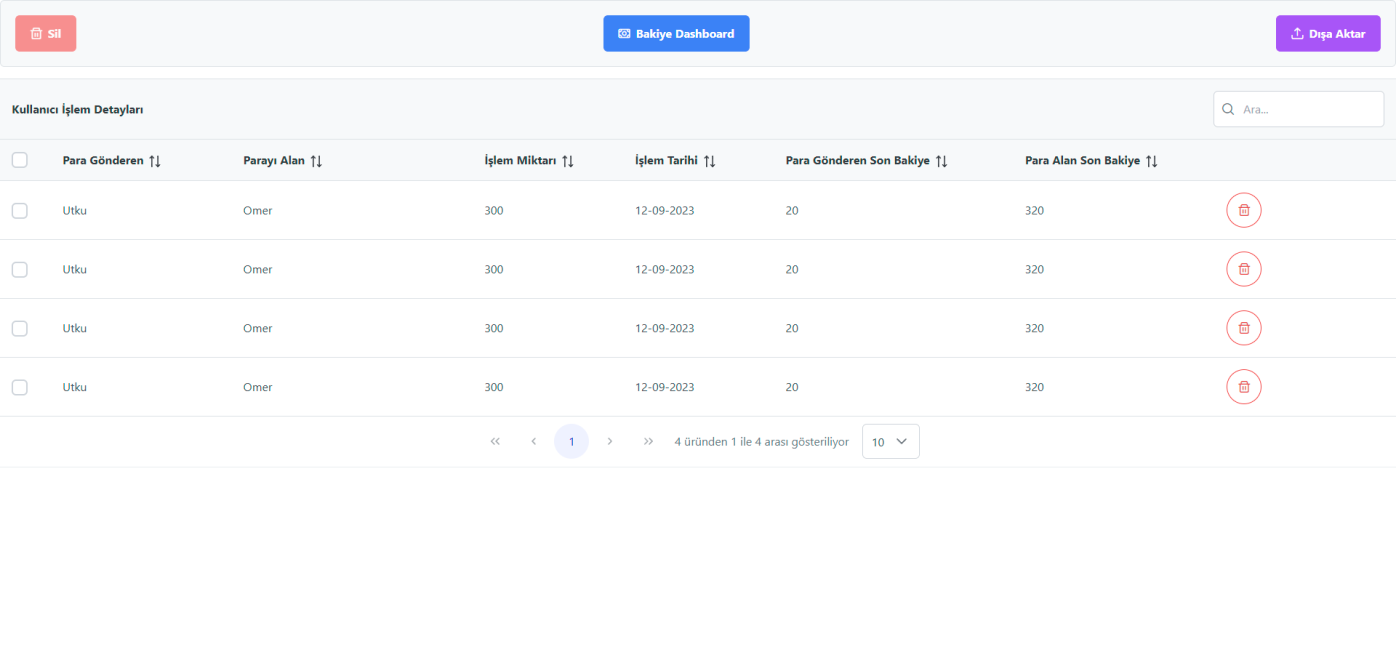 Sil Bakiye Dashboard Dışa Aktar
Kullanıcı İşlem Detayları Ara...
Para Gönderen Parayı Alan İşlem Miktarı İşlem Tarihi Para Gönderen Son Bakiye Para Alan Son Bakiye
Utku Omer 300 12-09-2023 20 320
Utku Omer 300 12-09-2023 20 320
Utku Omer 300 12-09-2023 20 320
Utku Omer 300 12-09-2023 20 320
1 4 üründen 1 ile 4 arası gösteriliyor 10